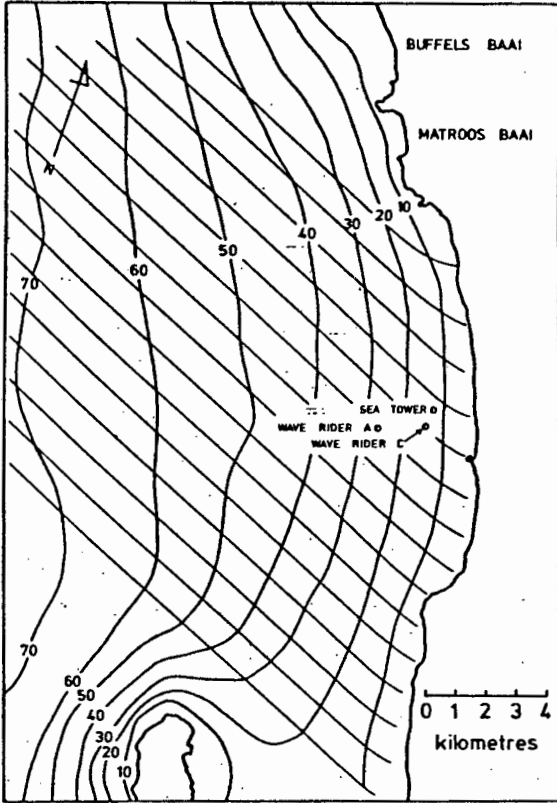 BUFFELS BAAI
MATROOS BAAI
N
10
20
30
40
50
60
70
SEA TOWER
WAVE RIDER A
WAVE RIDER C
70
60
50
40
30
20
10
0 1 2 3 4
kilometres